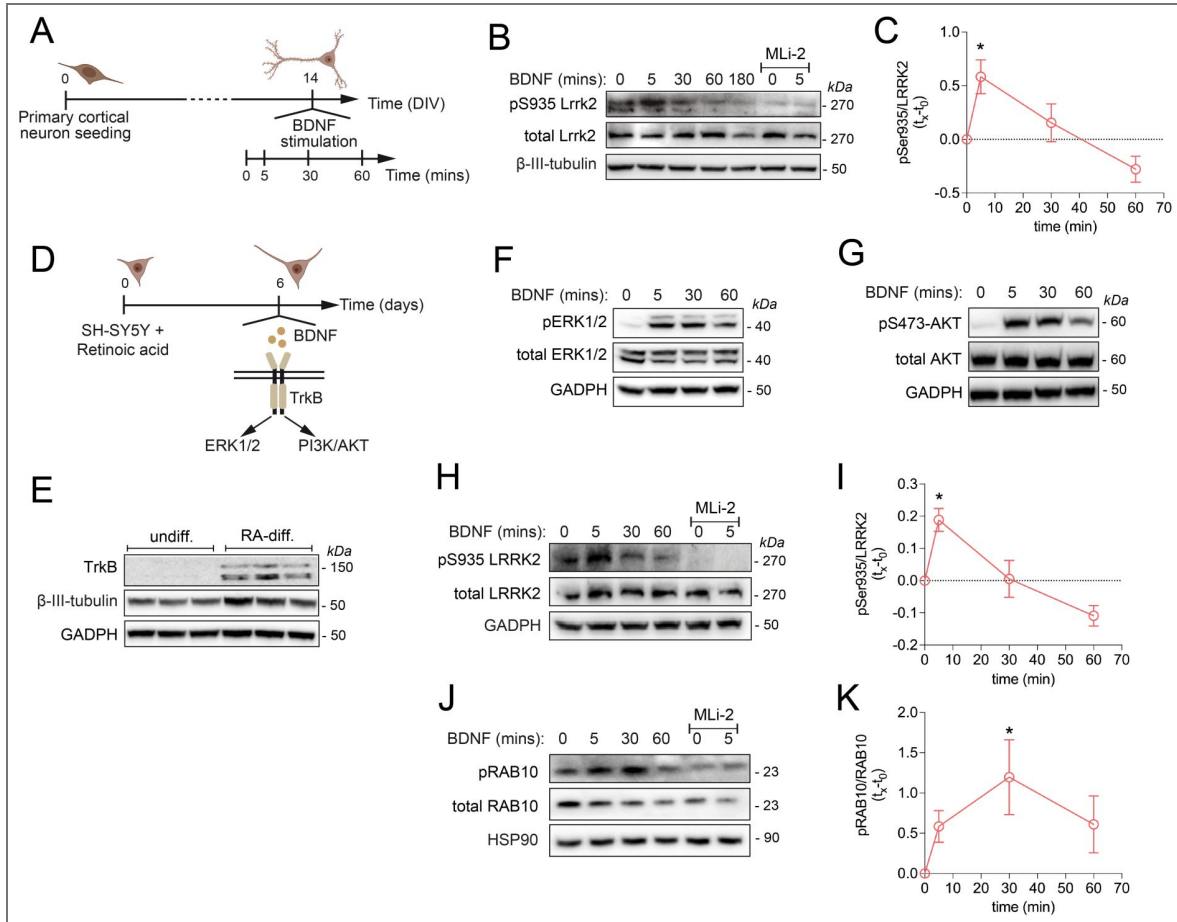 A
0
14
Time (DIV)
Primary cortical
neuron seeding
BDNF
stimulation
0 5 30 60
Time (mins)
B
MLi-2
BDNF (mins): 0 5 30 60 180 0 5 kDa
pS935 Lrrk2 - 270
total Lrrk2 - 270
β-III-tubulin - 50
C
*
pSer935/LRRK2
(tx-t0)
1.0
0.5
0.0
-0.5
0 10 20 30 40 50 60 70
time (min)
D
0
6
Time (days)
SH-SY5Y +
Retinoic acid
BDNF
TrkB
ERK1/2 PI3K/AKT
E
undiff. RA-diff. kDa
TrkB - 150
β-III-tubulin - 50
GADPH - 50
F
BDNF (mins): 0 5 30 60 kDa
pERK1/2 - 40
total ERK1/2 - 40
GADPH - 50
G
BDNF (mins): 0 5 30 60 kDa
pS473-AKT - 60
total AKT - 60
GADPH - 50
H
MLi-2
BDNF (mins): 0 5 30 60 0 5 kDa
pS935 LRRK2 - 270
total LRRK2 - 270
GADPH - 50
I
*
pSer935/LRRK2
(tx-t0)
0.3
0.2
0.1
0.0
-0.1
-0.2
0 10 20 30 40 50 60 70
time (min)
J
MLi-2
BDNF (mins): 0 5 30 60 0 5 kDa
pRAB10 - 23
total RAB10 - 23
HSP90 - 90
K
*
pRAB10/RAB10
(tx-t0)
2.0
1.5
1.0
0.5
0.0
0 10 20 30 40 50 60 70
time (min)